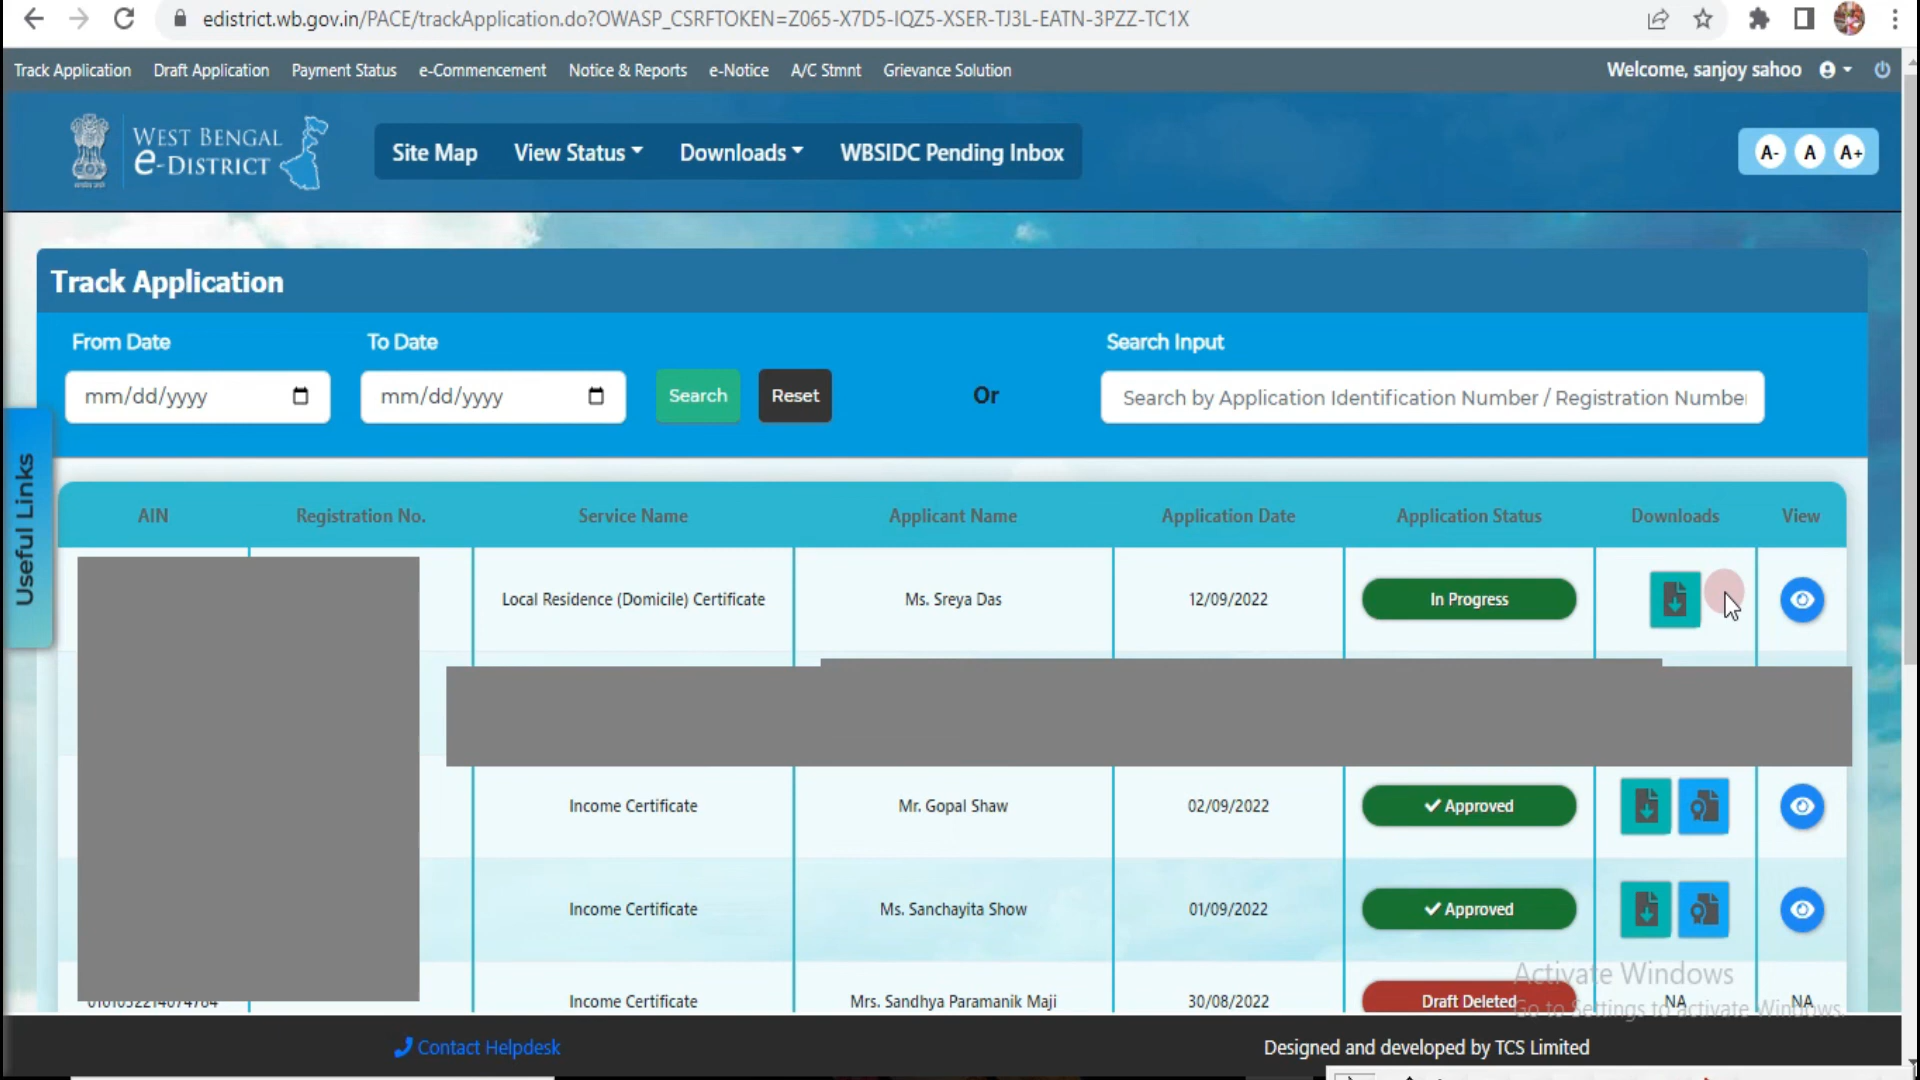 edistrict.wb.gov.in/PACE/trackApplication.do?OWASP_CSRFTOKEN=Z065-X7D5-IQZ5-XSER-TJ3L-EATN-3PZZ-TC1X
Track Application Draft Application Payment Status e-Commencement Notice & Reports e-Notice A/C Stmnt Grievance Solution Welcome, sanjoy sahoo
WEST BENGAL
e-DISTRICT
Site Map View Status Downloads WBSIDC Pending Inbox
A- A A+
Track Application
From Date To Date Search Input
mm/dd/yyyy mm/dd/yyyy Search Reset Or Search by Application Identification Number / Registration Number
Useful Links
AIN Registration No. Service Name Applicant Name Application Date Application Status Downloads View
Local Residence (Domicile) Certificate Ms. Sreya Das 12/09/2022 In Progress
Income Certificate Mr. Gopal Shaw 02/09/2022 Approved
Income Certificate Ms. Sanchayita Show 01/09/2022 Approved
Income Certificate Mrs. Sandhya Paramanik Maji 30/08/2022 Draft Deleted NA NA
Activate Windows
Go to Settings to activate Windows.
Contact Helpdesk Designed and developed by TCS Limited